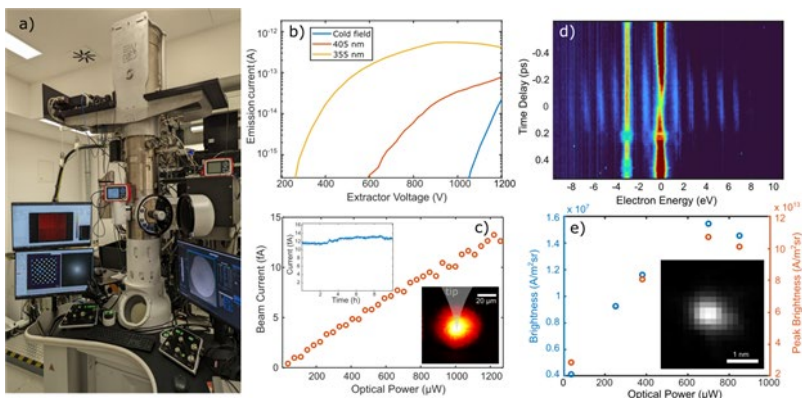 a)
b)
Emission current (A)
10⁻¹²
10⁻¹³
10⁻¹⁴
10⁻¹⁵
Cold field
405 nm
355 nm
200 400 600 800 1000 1200
Extractor Voltage (V)
c)
Beam Current (fA)
15
10
5
0
Current (fA)
16
14
12
10
2 4 6 8
Time (h)
tip
20 µm
200 400 600 800 1000 1200
Optical Power (µW)
d)
Time Delay (ps)
-0.4
-0.2
0
0.2
0.4
-8 -6 -4 -2 0 2 4 6 8 10
Electron Energy (eV)
e)
× 10⁷
Brightness (A/m²sr)
1.6
1.4
1.2
1.0
0.8
0.6
0.4
× 10¹³
Peak Brightness (A/m²sr)
12
10
8
6
4
2
1 nm
0 200 400 600 800 1000
Optical Power (µW)